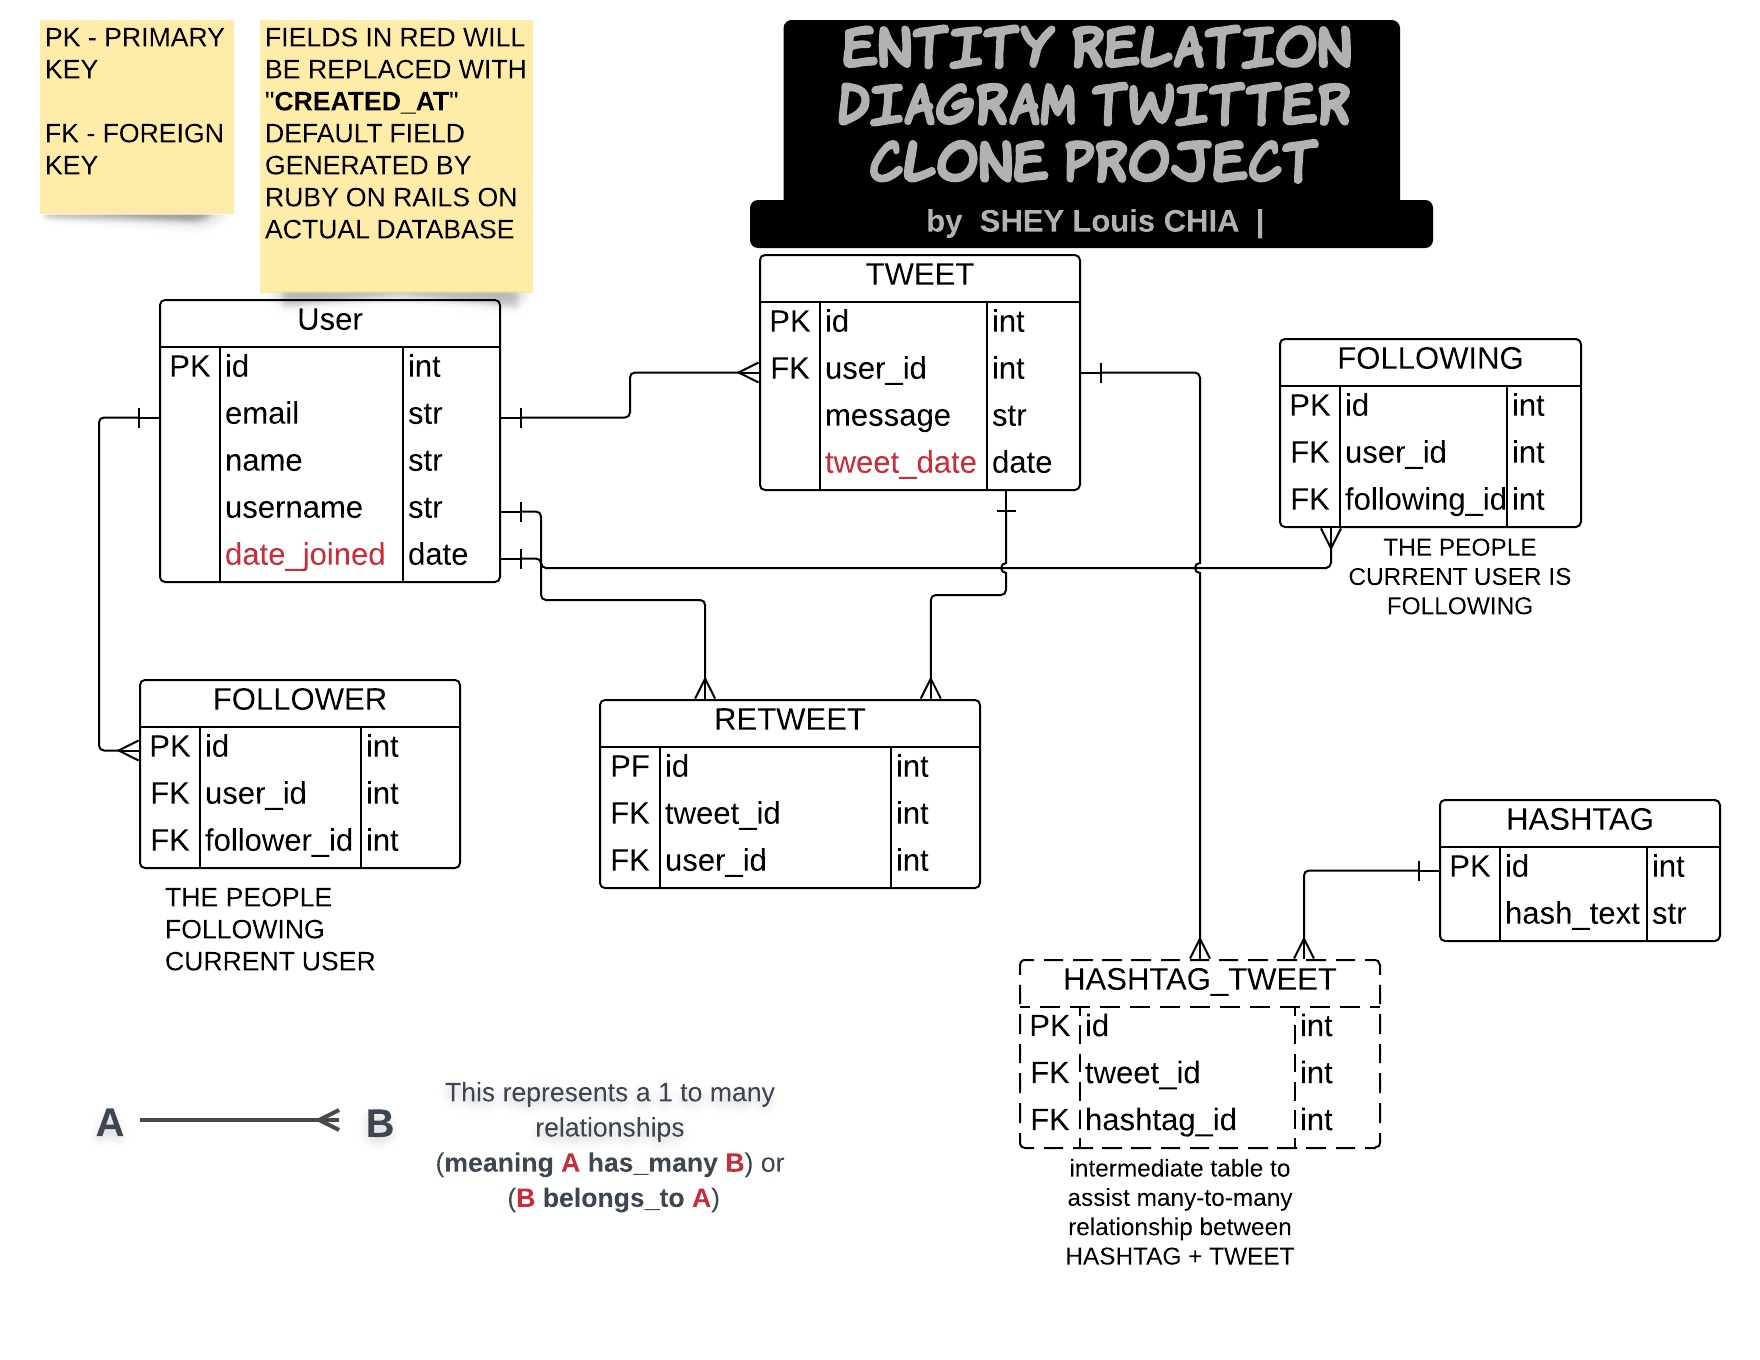 PK - PRIMARY
KEY
FK - FOREIGN
KEY
FIELDS IN RED WILL
BE REPLACED WITH
"CREATED_AT"
DEFAULT FIELD
GENERATED BY
RUBY ON RAILS ON
ACTUAL DATABASE
ENTITY RELATION
DIAGRAM TWITTER
CLONE PROJECT
by SHEY Louis CHIA |
User
PK id int
email str
name str
username str
date_joined date
TWEET
PK id int
FK user_id int
message str
tweet_date date
FOLLOWING
PK id int
FK user_id int
FK following_id int
THE PEOPLE
CURRENT USER IS
FOLLOWING
FOLLOWER
PK id int
FK user_id int
FK follower_id int
THE PEOPLE
FOLLOWING
CURRENT USER
RETWEET
PF id int
FK tweet_id int
FK user_id int
HASHTAG
PK id int
hash_text str
HASHTAG_TWEET
PK id int
FK tweet_id int
FK hashtag_id int
intermediate table to
assist many-to-many
relationship between
HASHTAG + TWEET
A B
This represents a 1 to many
relationships
(meaning A has_many B) or
(B belongs_to A)